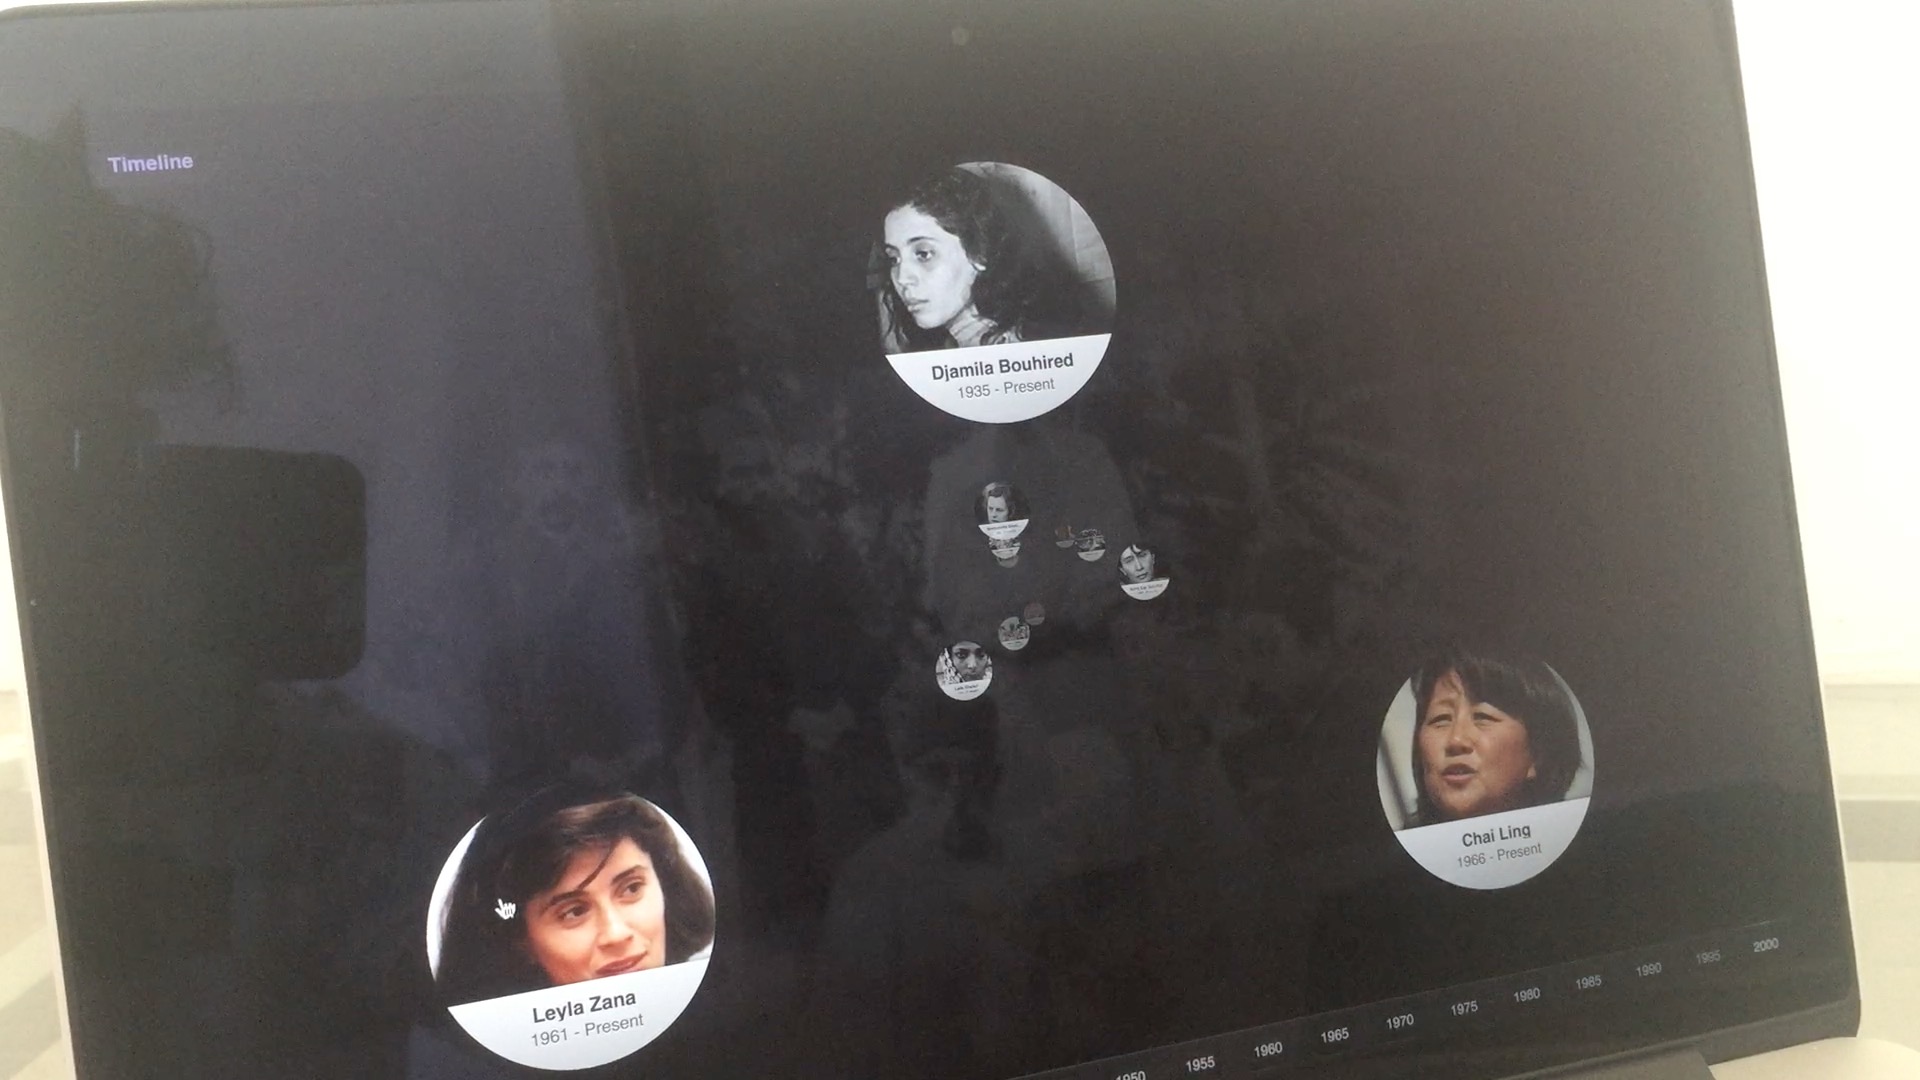 Timeline
Djamila Bouhired
1935 - Present
Chai Ling
1966 - Present
Leyla Zana
1961 - Present
1950 1955 1960 1965 1970 1975 1980 1985 1990 1995 2000